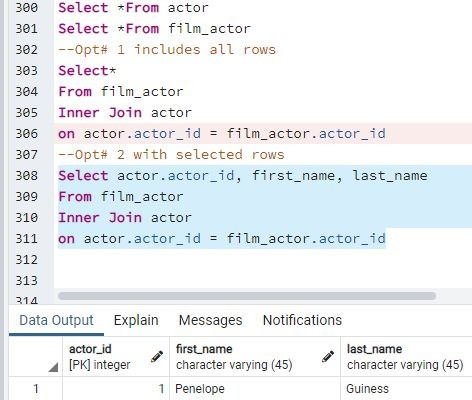 300 Select *From actor
301 Select *From film_actor
302 --Opt# 1 includes all rows
303 Select*
304 From film_actor
305 Inner Join actor
306 on actor.actor_id = film_actor.actor_id
307 --Opt# 2 with selected rows
308 Select actor.actor_id, first_name, last_name
309 From film_actor
310 Inner Join actor
311 on actor.actor_id = film_actor.actor_id
312
313
314
Data Output Explain Messages Notifications
actor_id first_name last_name
[PK] integer character varying (45) character varying (45)
1 1 Penelope Guiness